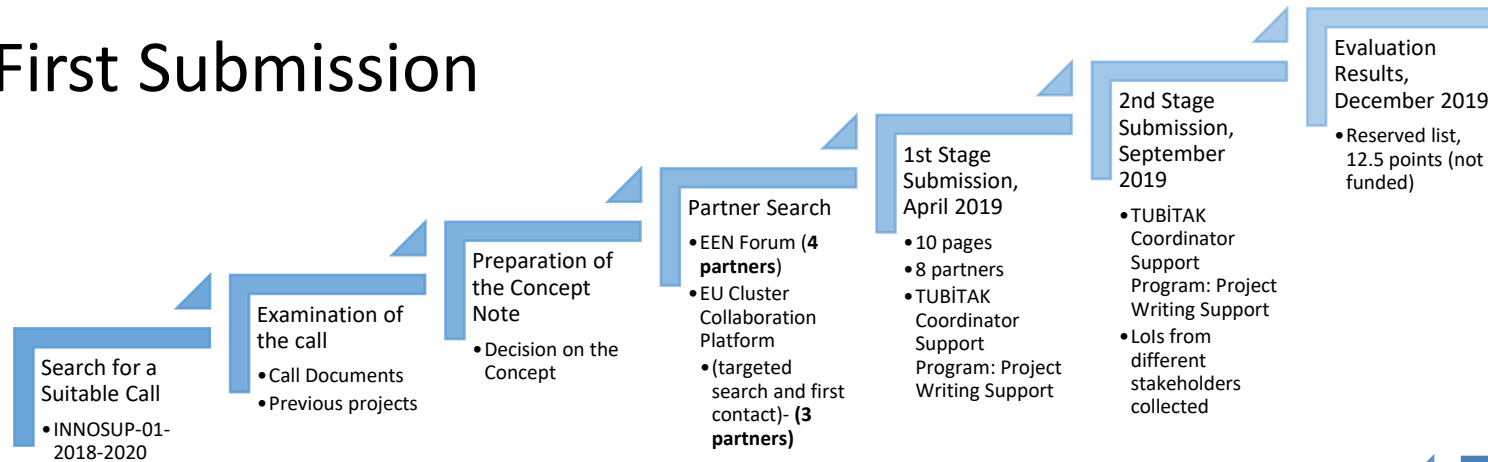 First Submission
Search for a
Suitable Call
•INNOSUP-01-
2018-2020
Examination of
the call
•Call Documents
•Previous projects
Preparation of
the Concept
Note
•Decision on the
Concept
Partner Search
•EEN Forum (4
partners)
•EU Cluster
Collaboration
Platform
•(targeted
search and first
contact)- (3
partners)
1st Stage
Submission,
April 2019
•10 pages
•8 partners
•TUBİTAK
Coordinator
Support
Program: Project
Writing Support
2nd Stage
Submission,
September
2019
•TUBİTAK
Coordinator
Support
Program: Project
Writing Support
•LoIs from
different
stakeholders
collected
Evaluation
Results,
December 2019
•Reserved list,
12.5 points (not
funded)